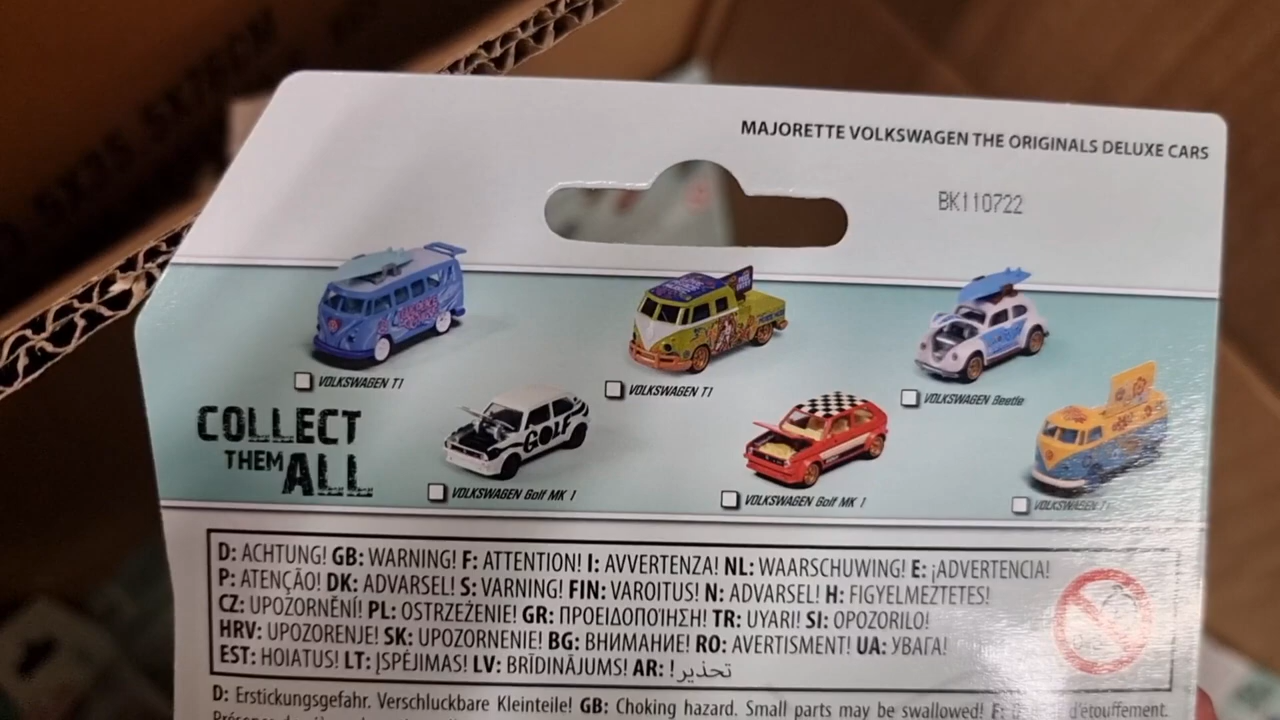 MAJORETTE VOLKSWAGEN THE ORIGINALS DELUXE CARS
BK110722
VOLKSWAGEN T1
VOLKSWAGEN T1
VOLKSWAGEN Beetle
COLLECT
THEM ALL
GOLF
VOLKSWAGEN Golf MK 1
VOLKSWAGEN Golf MK 1
VOLKSWAGEN
D: ACHTUNG! GB: WARNING! F: ATTENTION! I: AVVERTENZA! NL: WAARSCHUWING! E: ¡ADVERTENCIA!
P: ATENÇÃO! DK: ADVARSEL! S: VARNING! FIN: VAROITUS! N: ADVARSEL! H: FIGYELMEZTETES!
CZ: UPOZORNĚNÍ! PL: OSTRZEŻENIE! GR: ΠΡΟΕΙΔΟΠΟΊΗΣΗ! TR: UYARI! SI: OPOZORILO!
HRV: UPOZORENJE! SK: UPOZORNENIE! BG: ВНИМАНИЕ! RO: AVERTISMENT! UA: УВАГА!
EST: HOIATUS! LT: ĮSPĖJIMAS! LV: BRĪDINĀJUMS! AR: تحذير!
D: Erstickungsgefahr. Verschluckbare Kleinteile! GB: Choking hazard. Small parts may be swallowed! F: d'étouffement.